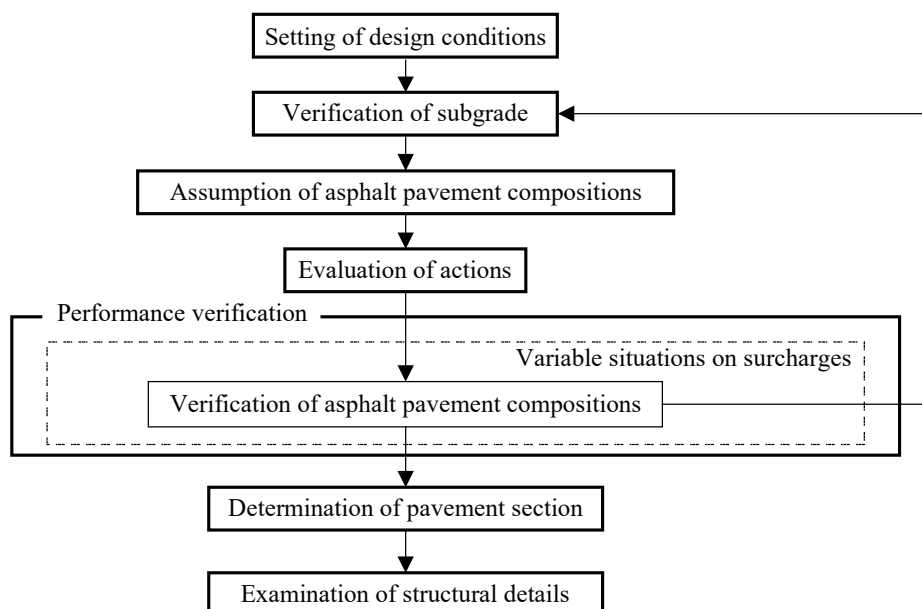 Setting of design conditions
Verification of subgrade
Assumption of asphalt pavement compositions
Evaluation of actions
Performance verification
Variable situations on surcharges
Verification of asphalt pavement compositions
Determination of pavement section
Examination of structural details